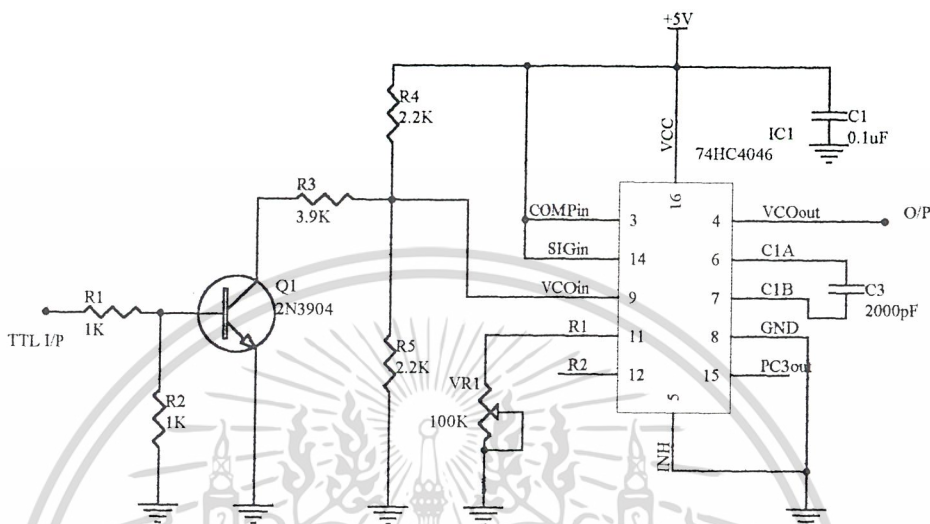 +5V
R4
2.2K
VCC
IC1
C1
0.1uF
74HC4046
R3
3.9K
16
COMPin
3
4
VCOout
O/P
SIGin
14
6
C1A
Q1
2N3904
VCOin
9
7
C1B
C3
2000pF
R1
1K
TTL I/P
R1
11
8
GND
R5
2.2K
R2
12
15
PC3out
VR1
100K
5
INH
R2
1K